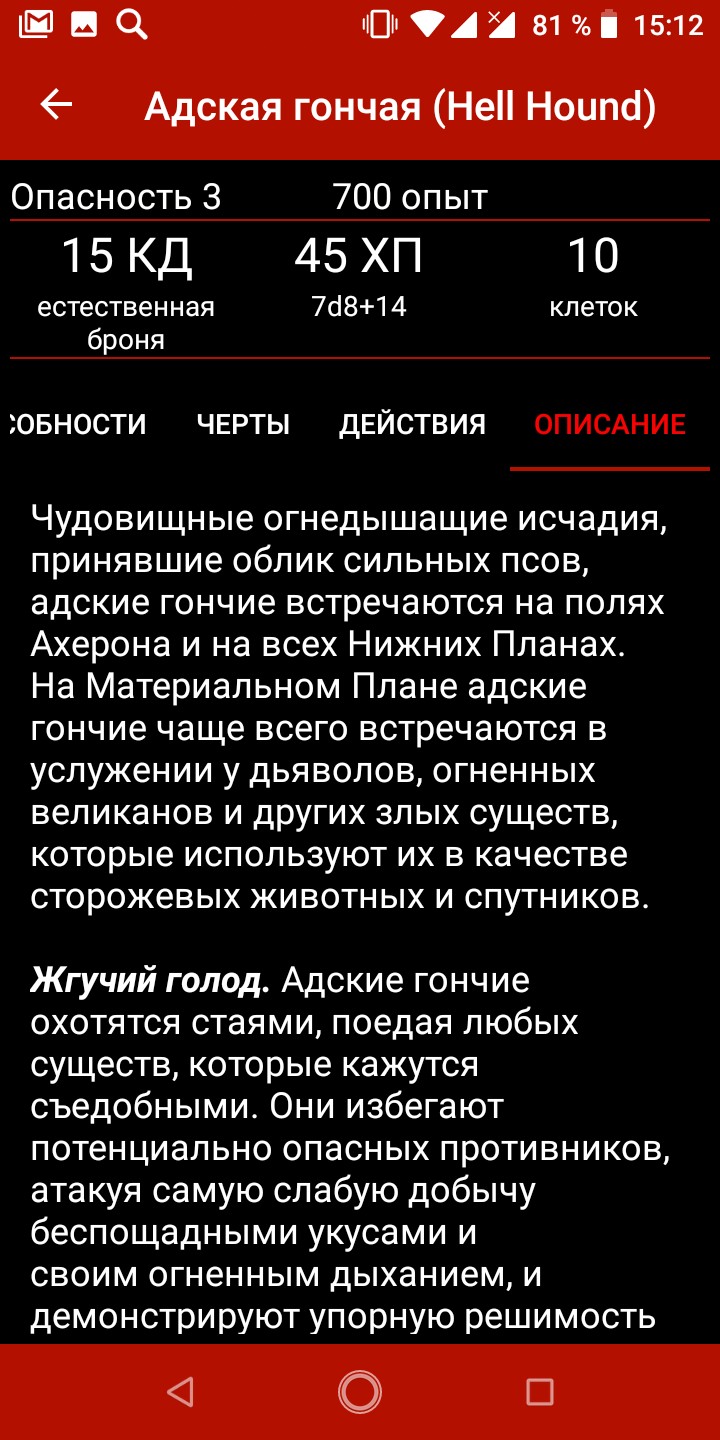 81 % 15:12
Адская гончая (Hell Hound)
Опасность 3 700 опыт
15 КД 45 ХП 10
естественная броня 7d8+14 клеток
СОБНОСТИ ЧЕРТЫ ДЕЙСТВИЯ ОПИСАНИЕ
Чудовищные огнедышащие исчадия,
принявшие облик сильных псов,
адские гончие встречаются на полях
Ахерона и на всех Нижних Планах.
На Материальном Плане адские
гончие чаще всего встречаются в
услужении у дьяволов, огненных
великанов и других злых существ,
которые используют их в качестве
сторожевых животных и спутников.
Жгучий голод. Адские гончие
охотятся стаями, поедая любых
существ, которые кажутся
съедобными. Они избегают
потенциально опасных противников,
атакуя самую слабую добычу
беспощадными укусами и
своим огненным дыханием, и
демонстрируют упорную решимость